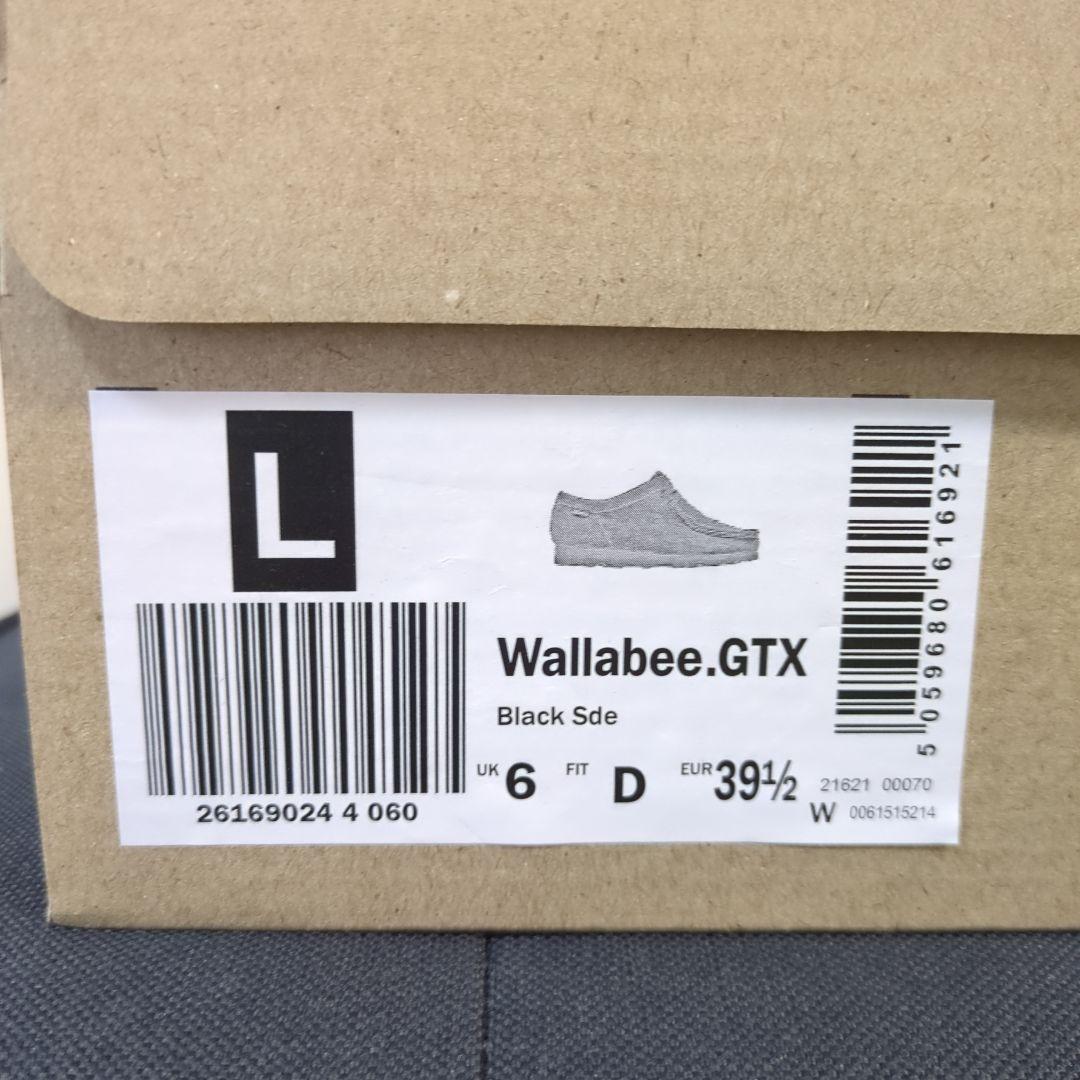 L
Wallabee.GTX
Black Sde
UK 6 FIT D EUR 39½
26169024 4 060
5 059680 616921
21621 00070
W 0061515214